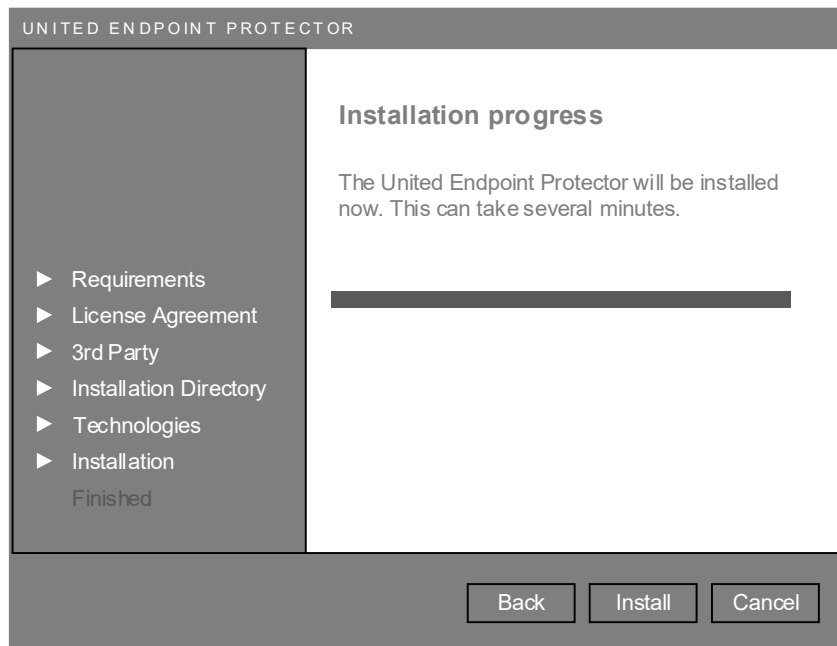 UNITED ENDPOINT PROTECTOR
Installation progress
The United Endpoint Protector will be installed
now. This can take several minutes.
► Requirements
► License Agreement
► 3rd Party
► Installation Directory
► Technologies
► Installation
Finished
Back Install Cancel